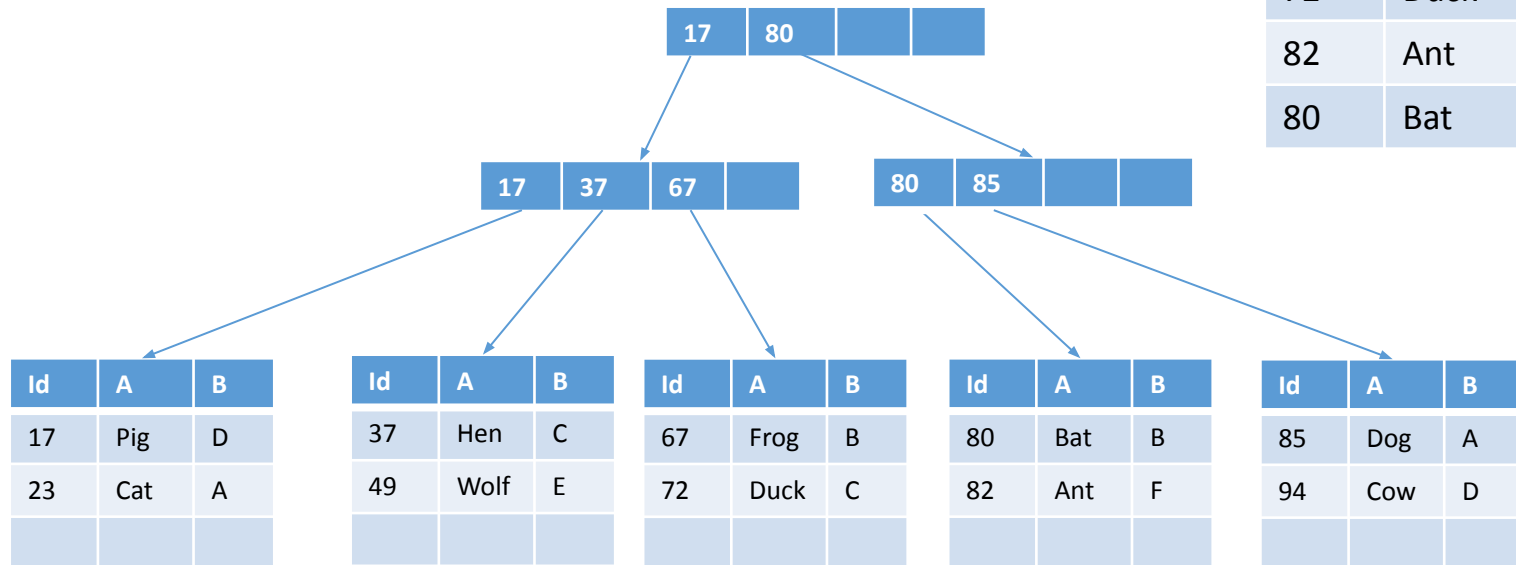 17 80
82 Ant
80 Bat
17 37 67
80 85
Id A B
17 Pig D
23 Cat A
Id A B
37 Hen C
49 Wolf E
Id A B
67 Frog B
72 Duck C
Id A B
80 Bat B
82 Ant F
Id A B
85 Dog A
94 Cow D